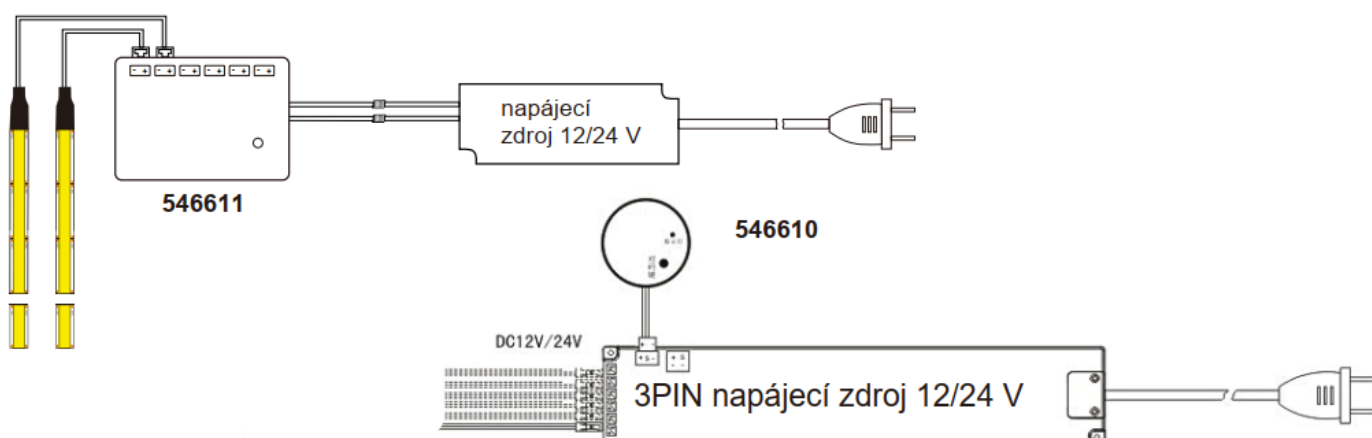 - + - + - + - + - + - +
napájecí
zdroj 12/24 V
546611
546610
DC12V/24V
+ -
+ S -
+ S
- -
3PIN napájecí zdroj 12/24 V